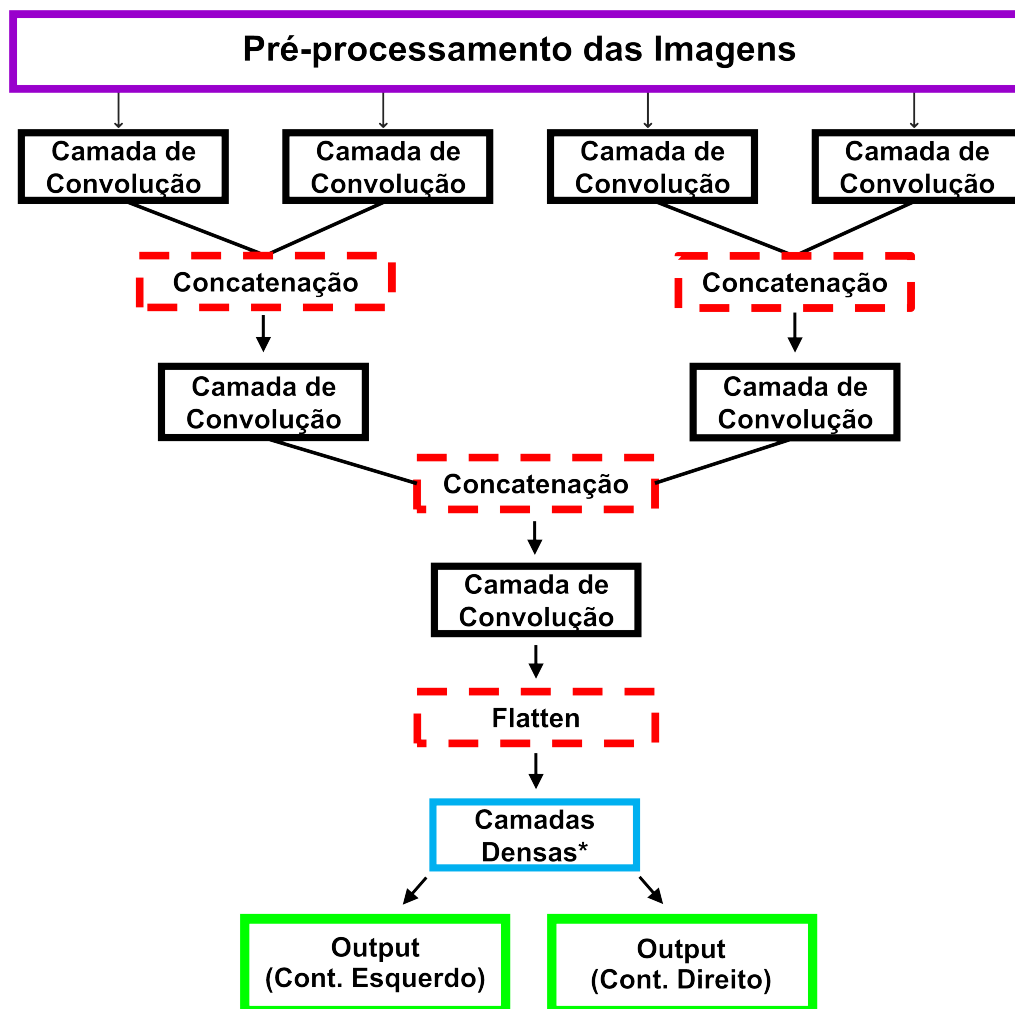 Pré-processamento das Imagens
Camada de
Convolução
Camada de
Convolução
Camada de
Convolução
Camada de
Convolução
Concatenação
Concatenação
Camada de
Convolução
Camada de
Convolução
Concatenação
Camada de
Convolução
Flatten
Camadas
Densas*
Output
(Cont. Esquerdo)
Output
(Cont. Direito)